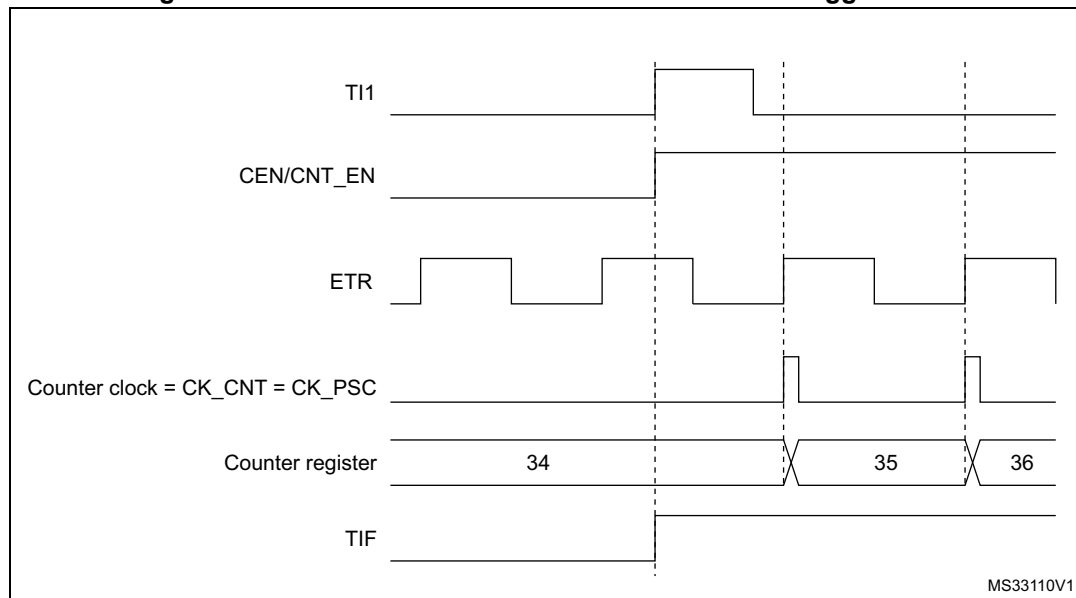 TI1
CEN/CNT_EN
ETR
Counter clock = CK_CNT = CK_PSC
Counter register 34 35 36
TIF
MS33110V1